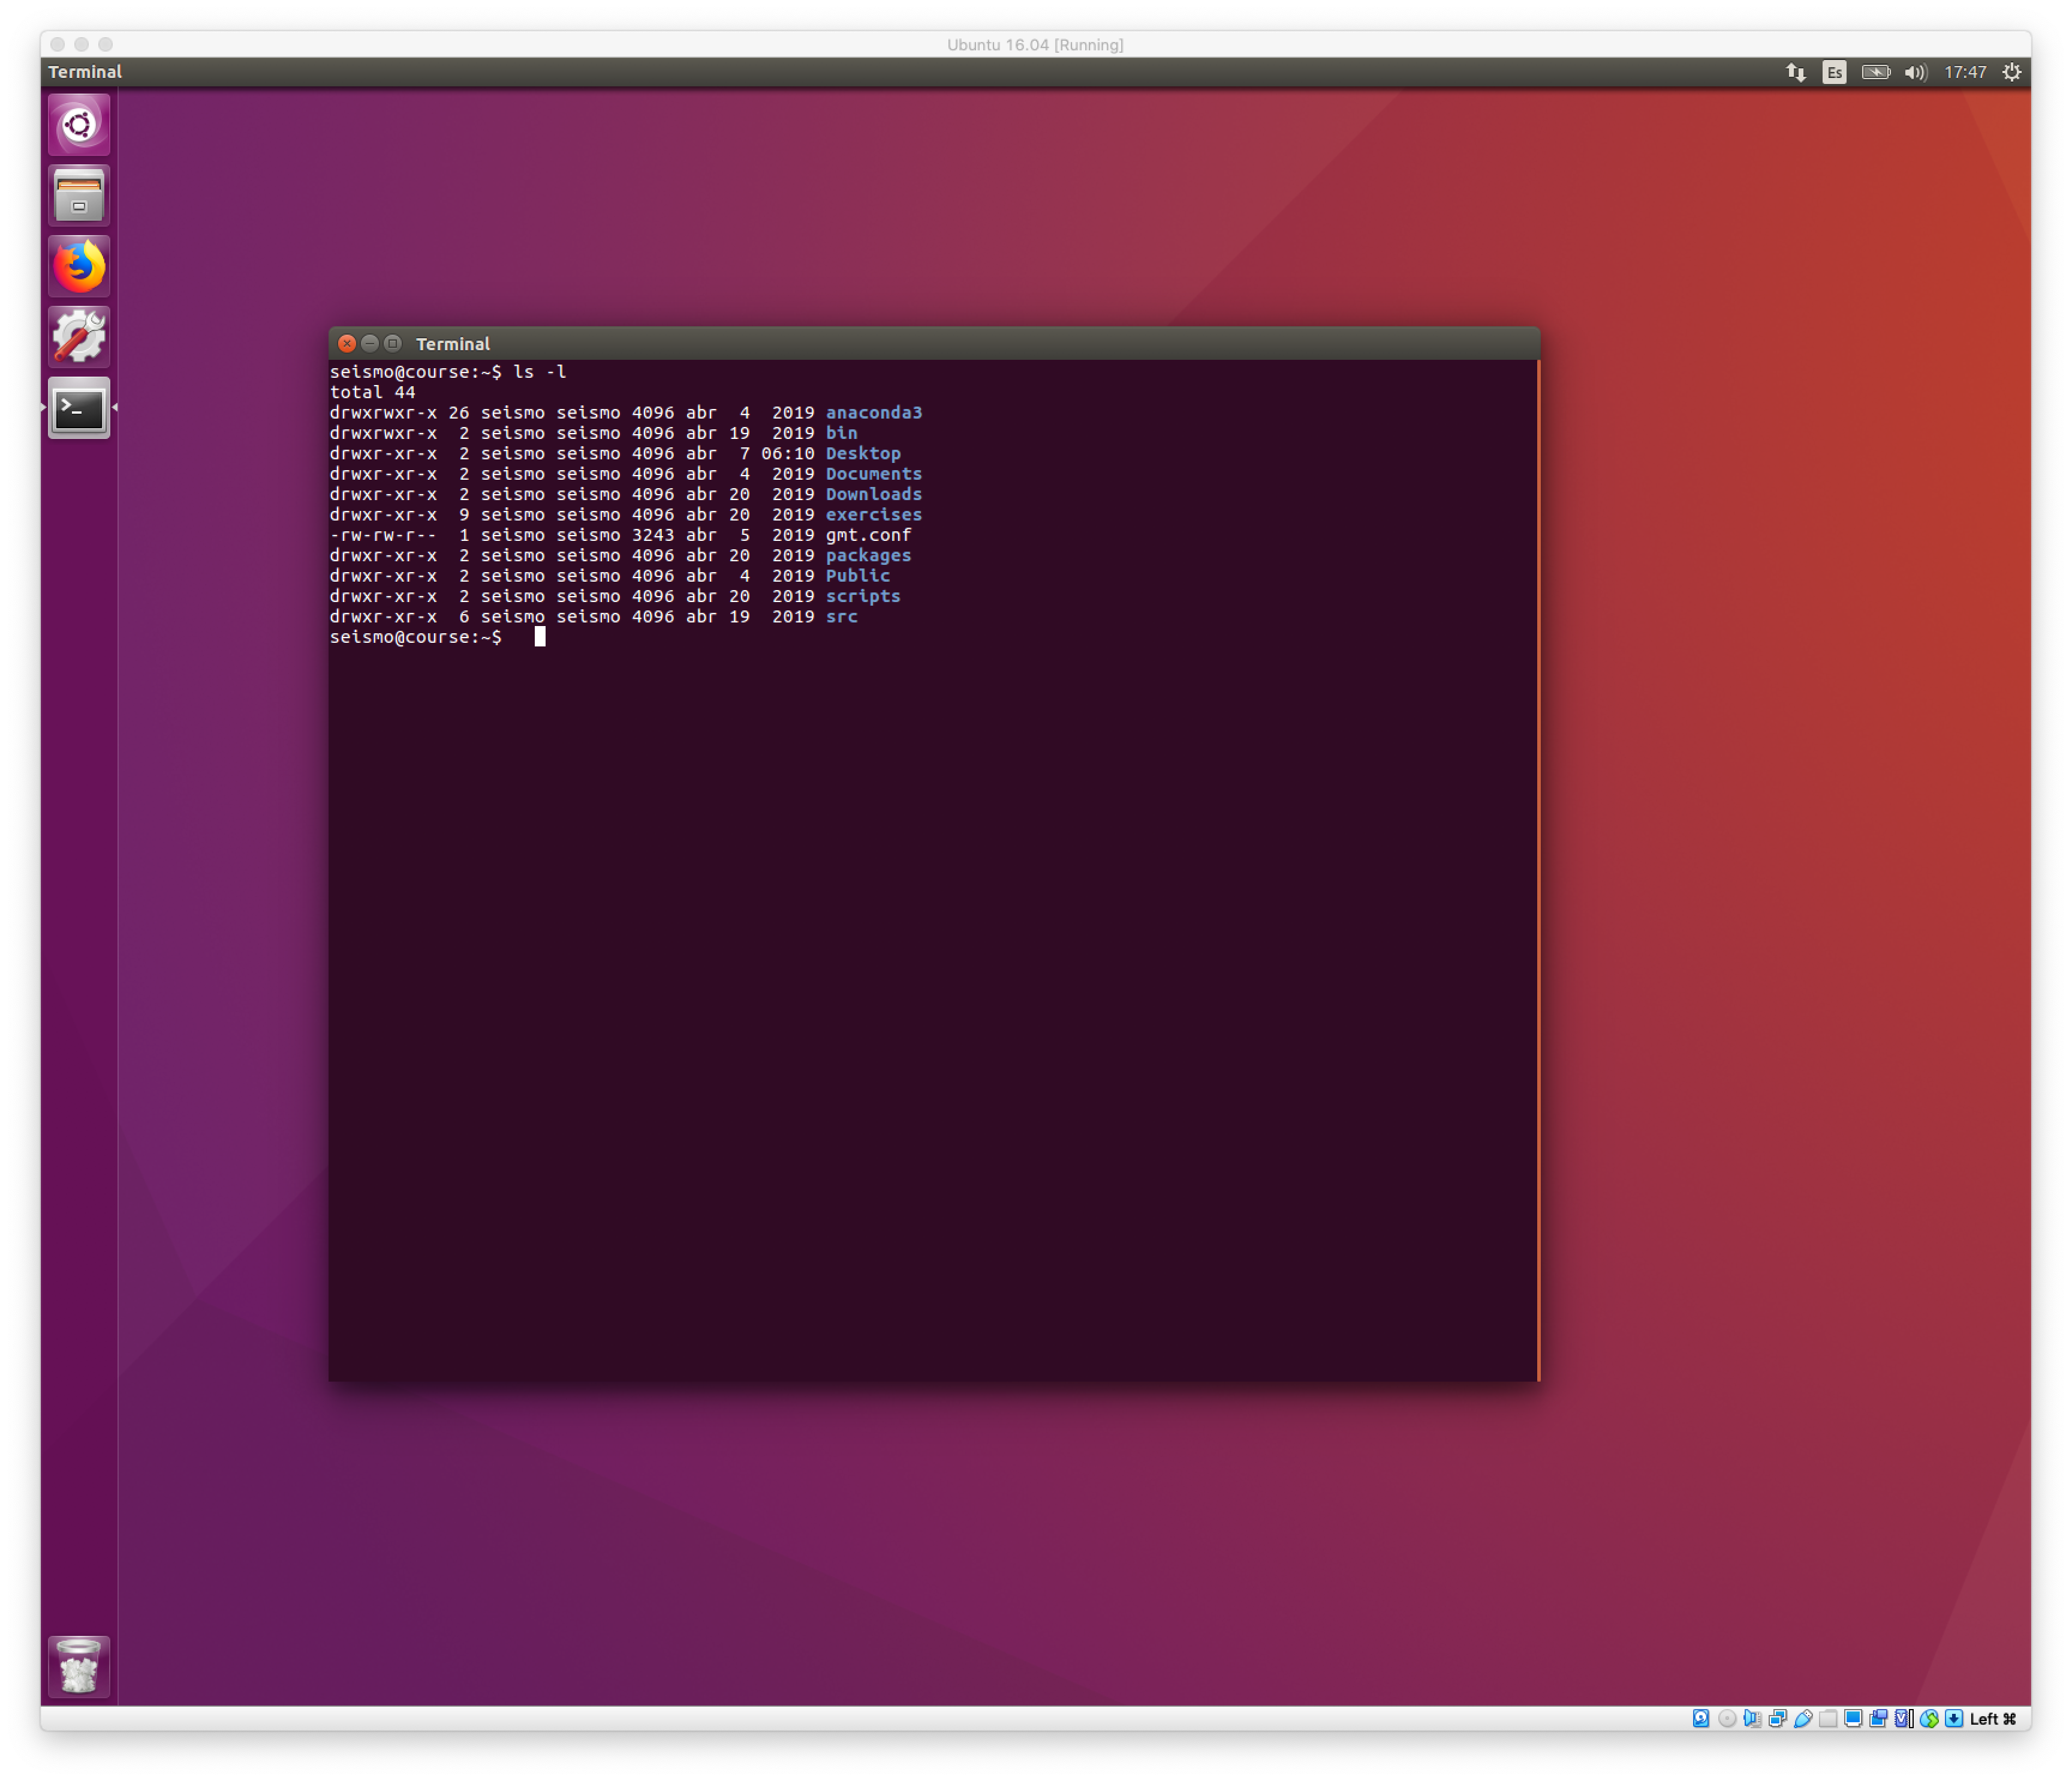 Ubuntu 16.04 [Running]
Terminal
Es
17:47
Terminal
seismo@course:~$ ls -l
total 44
drwxrwxr-x 26 seismo seismo 4096 abr  4  2019 anaconda3
drwxrwxr-x  2 seismo seismo 4096 abr 19  2019 bin
drwxr-xr-x  2 seismo seismo 4096 abr  7 06:10 Desktop
drwxr-xr-x  2 seismo seismo 4096 abr  4  2019 Documents
drwxr-xr-x  2 seismo seismo 4096 abr 20  2019 Downloads
drwxr-xr-x  9 seismo seismo 4096 abr 20  2019 exercises
-rw-rw-r--  1 seismo seismo 3243 abr  5  2019 gmt.conf
drwxr-xr-x  2 seismo seismo 4096 abr 20  2019 packages
drwxr-xr-x  2 seismo seismo 4096 abr  4  2019 Public
drwxr-xr-x  2 seismo seismo 4096 abr 20  2019 scripts
drwxr-xr-x  6 seismo seismo 4096 abr 19  2019 src
seismo@course:~$
Left ⌘